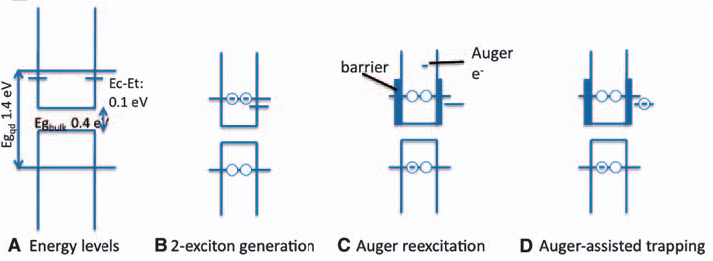 Eg_qd 1.4 eV
Ec-Et:
0.1 eV
Eg_bulk 0.4 eV
barrier
Auger
e⁻
A Energy levels
B 2-exciton generation
C Auger reexcitation
D Auger-assisted trapping